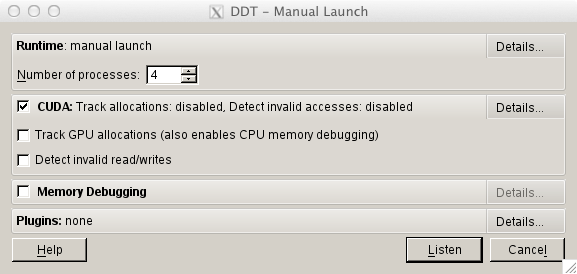 DDT - Manual Launch
Runtime: manual launch
Details...
Number of processes: 4
CUDA: Track allocations: disabled, Detect invalid accesses: disabled
Details...
Track GPU allocations (also enables CPU memory debugging)
Detect invalid read/writes
Memory Debugging
Details...
Plugins: none
Details...
Help
Listen
Cancel